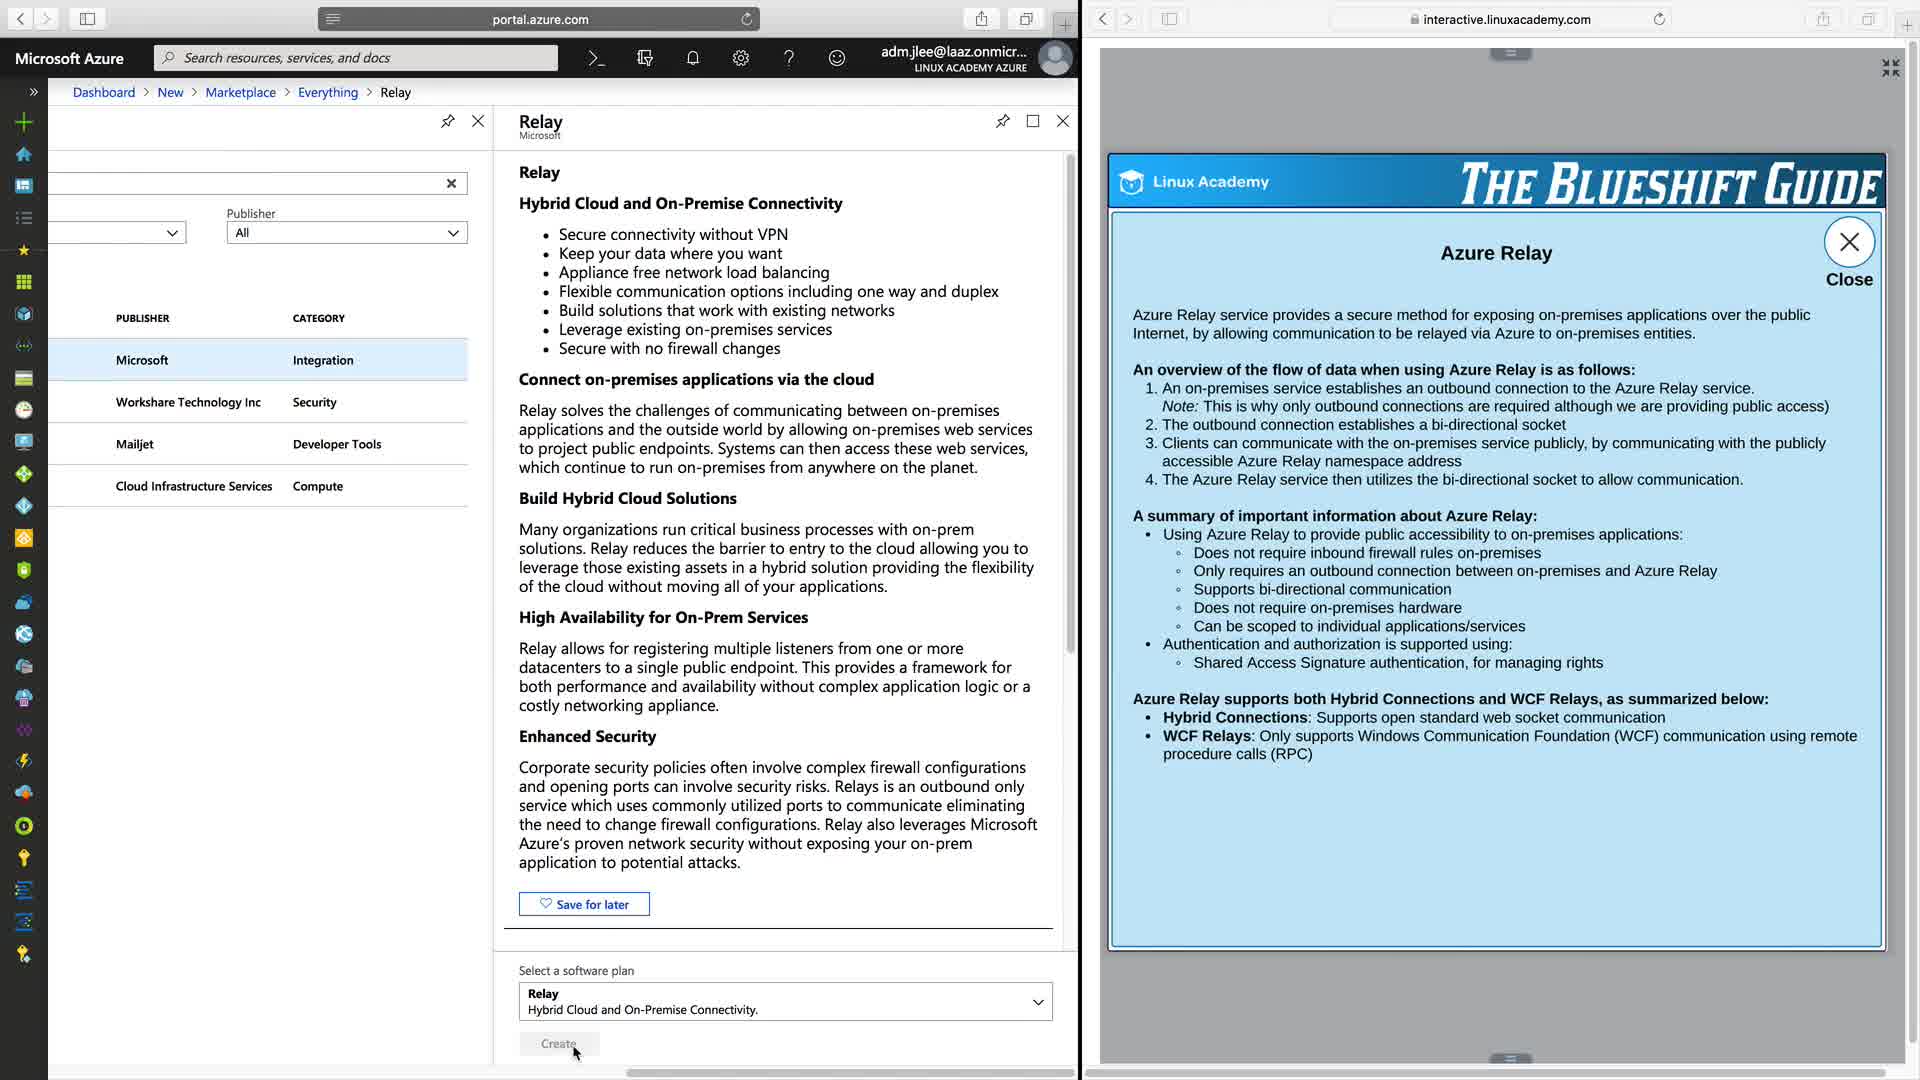 portal.azure.com
Microsoft Azure
Search resources, services, and docs
adm.jlee@laaz.onmicr...
LINUX ACADEMY AZURE
Dashboard > New > Marketplace > Everything > Relay
Publisher
All
PUBLISHER CATEGORY
Microsoft Integration
Workshare Technology Inc Security
Mailjet Developer Tools
Cloud Infrastructure Services Compute
Relay
Microsoft
Relay
Hybrid Cloud and On-Premise Connectivity
• Secure connectivity without VPN
• Keep your data where you want
• Appliance free network load balancing
• Flexible communication options including one way and duplex
• Build solutions that work with existing networks
• Leverage existing on-premises services
• Secure with no firewall changes
Connect on-premises applications via the cloud
Relay solves the challenges of communicating between on-premises
applications and the outside world by allowing on-premises web services
to project public endpoints. Systems can then access these web services,
which continue to run on-premises from anywhere on the planet.
Build Hybrid Cloud Solutions
Many organizations run critical business processes with on-prem
solutions. Relay reduces the barrier to entry to the cloud allowing you to
leverage those existing assets in a hybrid solution providing the flexibility
of the cloud without moving all of your applications.
High Availability for On-Prem Services
Relay allows for registering multiple listeners from one or more
datacenters to a single public endpoint. This provides a framework for
both performance and availability without complex application logic or a
costly networking appliance.
Enhanced Security
Corporate security policies often involve complex firewall configurations
and opening ports can involve security risks. Relays is an outbound only
service which uses commonly utilized ports to communicate eliminating
the need to change firewall configurations. Relay also leverages Microsoft
Azure's proven network security without exposing your on-prem
application to potential attacks.
Save for later
Select a software plan
Relay
Hybrid Cloud and On-Premise Connectivity.
Create
interactive.linuxacademy.com
Linux Academy
THE BLUESHIFT GUIDE
Azure Relay
Close
Azure Relay service provides a secure method for exposing on-premises applications over the public
Internet, by allowing communication to be relayed via Azure to on-premises entities.
An overview of the flow of data when using Azure Relay is as follows:
1. An on-premises service establishes an outbound connection to the Azure Relay service.
Note: This is why only outbound connections are required although we are providing public access)
2. The outbound connection establishes a bi-directional socket
3. Clients can communicate with the on-premises service publicly, by communicating with the publicly
accessible Azure Relay namespace address
4. The Azure Relay service then utilizes the bi-directional socket to allow communication.
A summary of important information about Azure Relay:
• Using Azure Relay to provide public accessibility to on-premises applications:
◦ Does not require inbound firewall rules on-premises
◦ Only requires an outbound connection between on-premises and Azure Relay
◦ Supports bi-directional communication
◦ Does not require on-premises hardware
◦ Can be scoped to individual applications/services
• Authentication and authorization is supported using:
◦ Shared Access Signature authentication, for managing rights
Azure Relay supports both Hybrid Connections and WCF Relays, as summarized below:
• Hybrid Connections: Supports open standard web socket communication
• WCF Relays: Only supports Windows Communication Foundation (WCF) communication using remote
procedure calls (RPC)